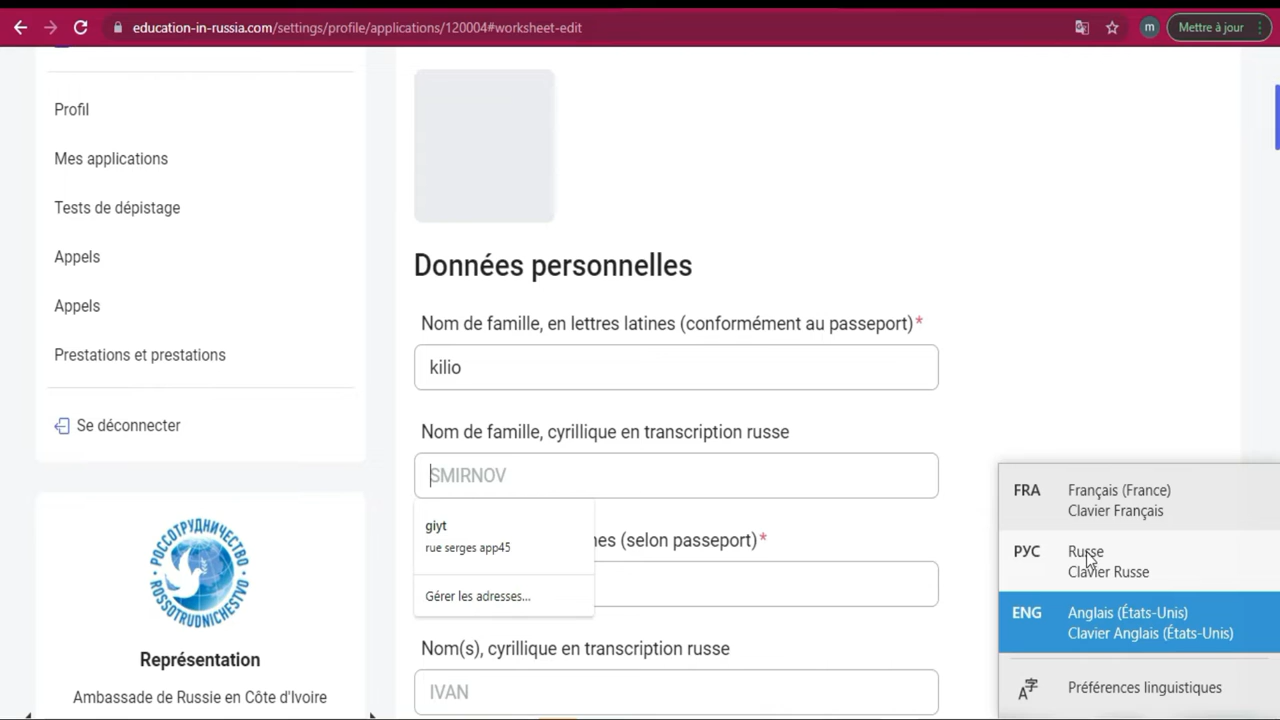 education-in-russia.com/settings/profile/applications/120004#worksheet-edit
m
Mettre à jour
Profil
Mes applications
Tests de dépistage
Appels
Appels
Prestations et prestations
Se déconnecter
РОССОТРУДНИЧЕСТВО
ROSSOTRUDNICHESTVO
Représentation
Ambassade de Russie en Côte d'Ivoire
Données personnelles
Nom de famille, en lettres latines (conformément au passeport)*
kilio
Nom de famille, cyrillique en transcription russe
SMIRNOV
giyt
rue serges app45
Gérer les adresses...
nes (selon passeport)*
Nom(s), cyrillique en transcription russe
IVAN
FRA Français (France)
Clavier Français
РУС Russe
Clavier Russe
ENG Anglais (États-Unis)
Clavier Anglais (États-Unis)
Préférences linguistiques